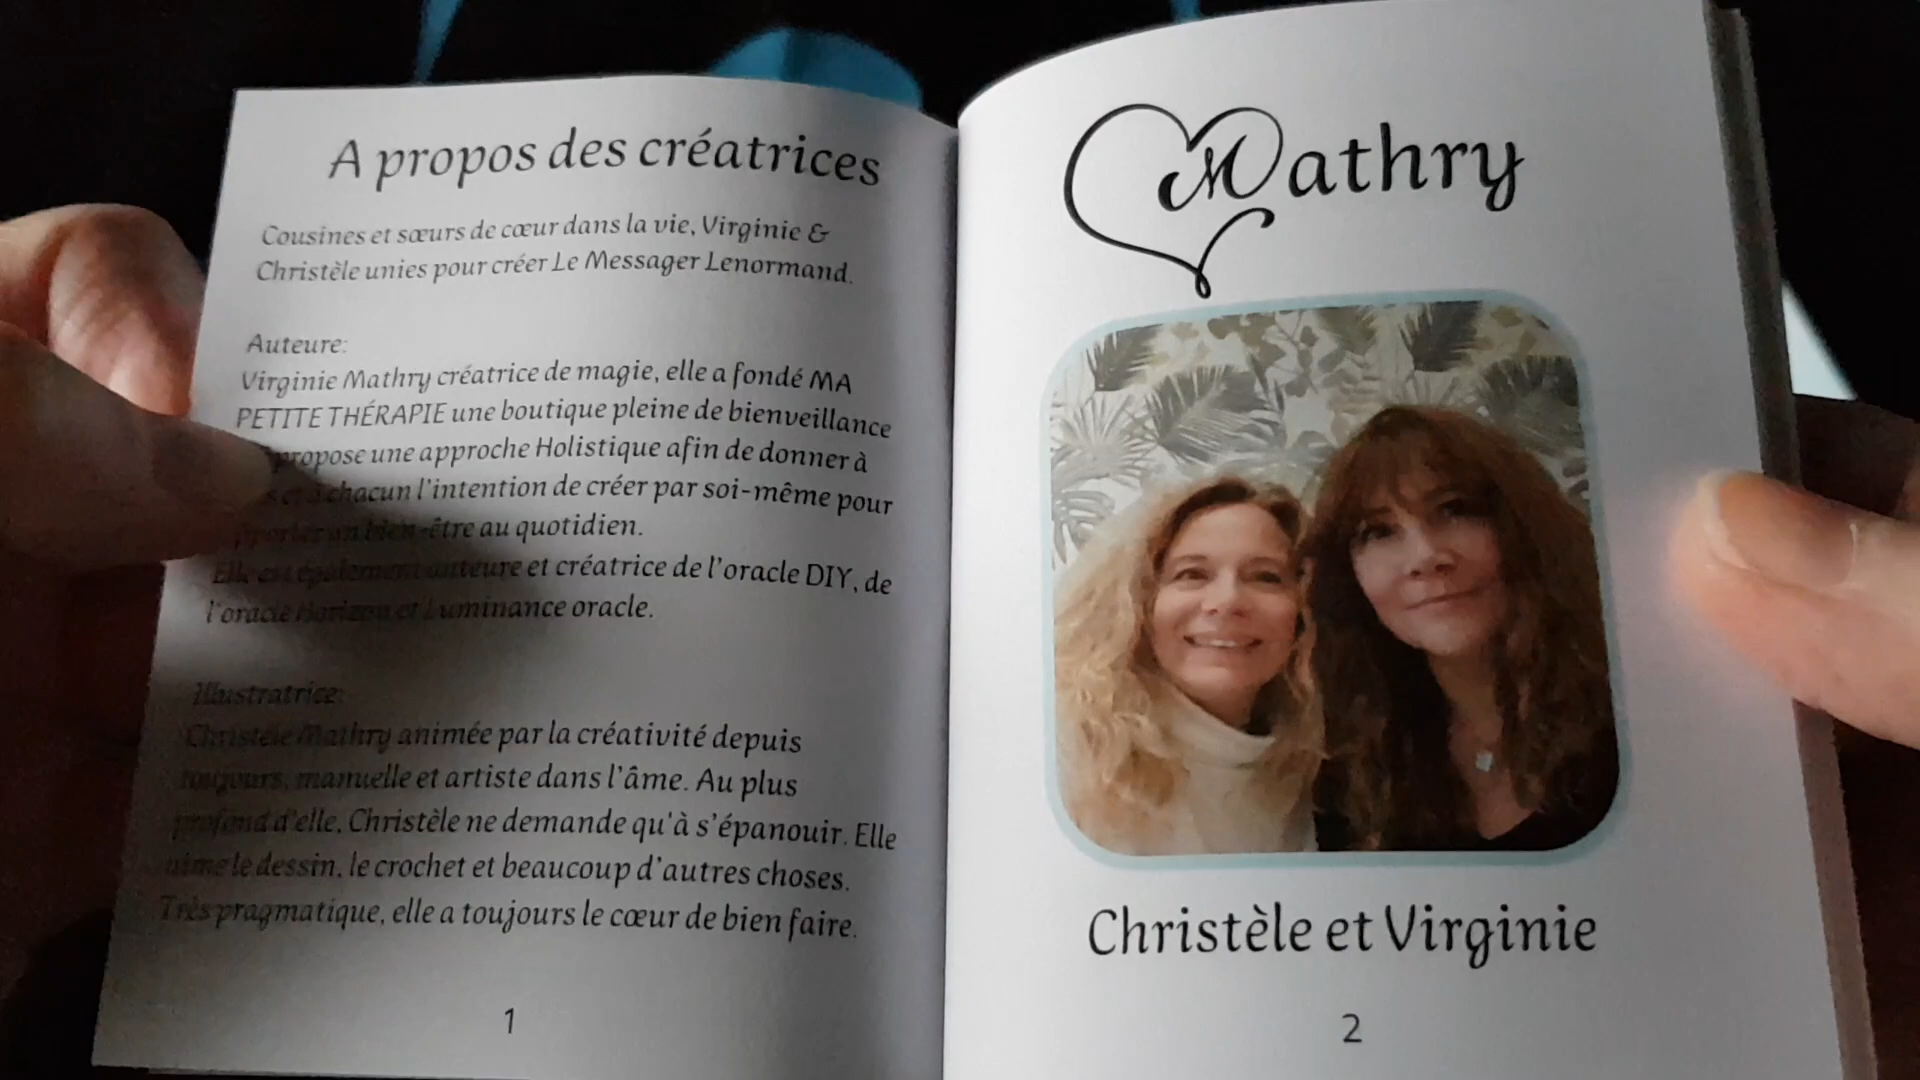 A propos des créatrices
Cousines et sœurs de cœur dans la vie, Virginie &
Christèle unies pour créer Le Messager Lenormand.
Auteure:
Virginie Mathry créatrice de magie, elle a fondé MA
PETITE THÉRAPIE une boutique pleine de bienveillance
propose une approche Holistique afin de donner à
et à chacun l'intention de créer par soi-même pour
un bien-être au quotidien.
Elle est également auteure et créatrice de l'oracle DIY, de
l'oracle Horizon et Luminance oracle.
Illustratrice:
Christèle Mathry animée par la créativité depuis
toujours, manuelle et artiste dans l'âme. Au plus
profond d'elle, Christèle ne demande qu'à s'épanouir. Elle
aime le dessin, le crochet et beaucoup d'autres choses.
Très pragmatique, elle a toujours le cœur de bien faire.
1
Mathry
Christèle et Virginie
2